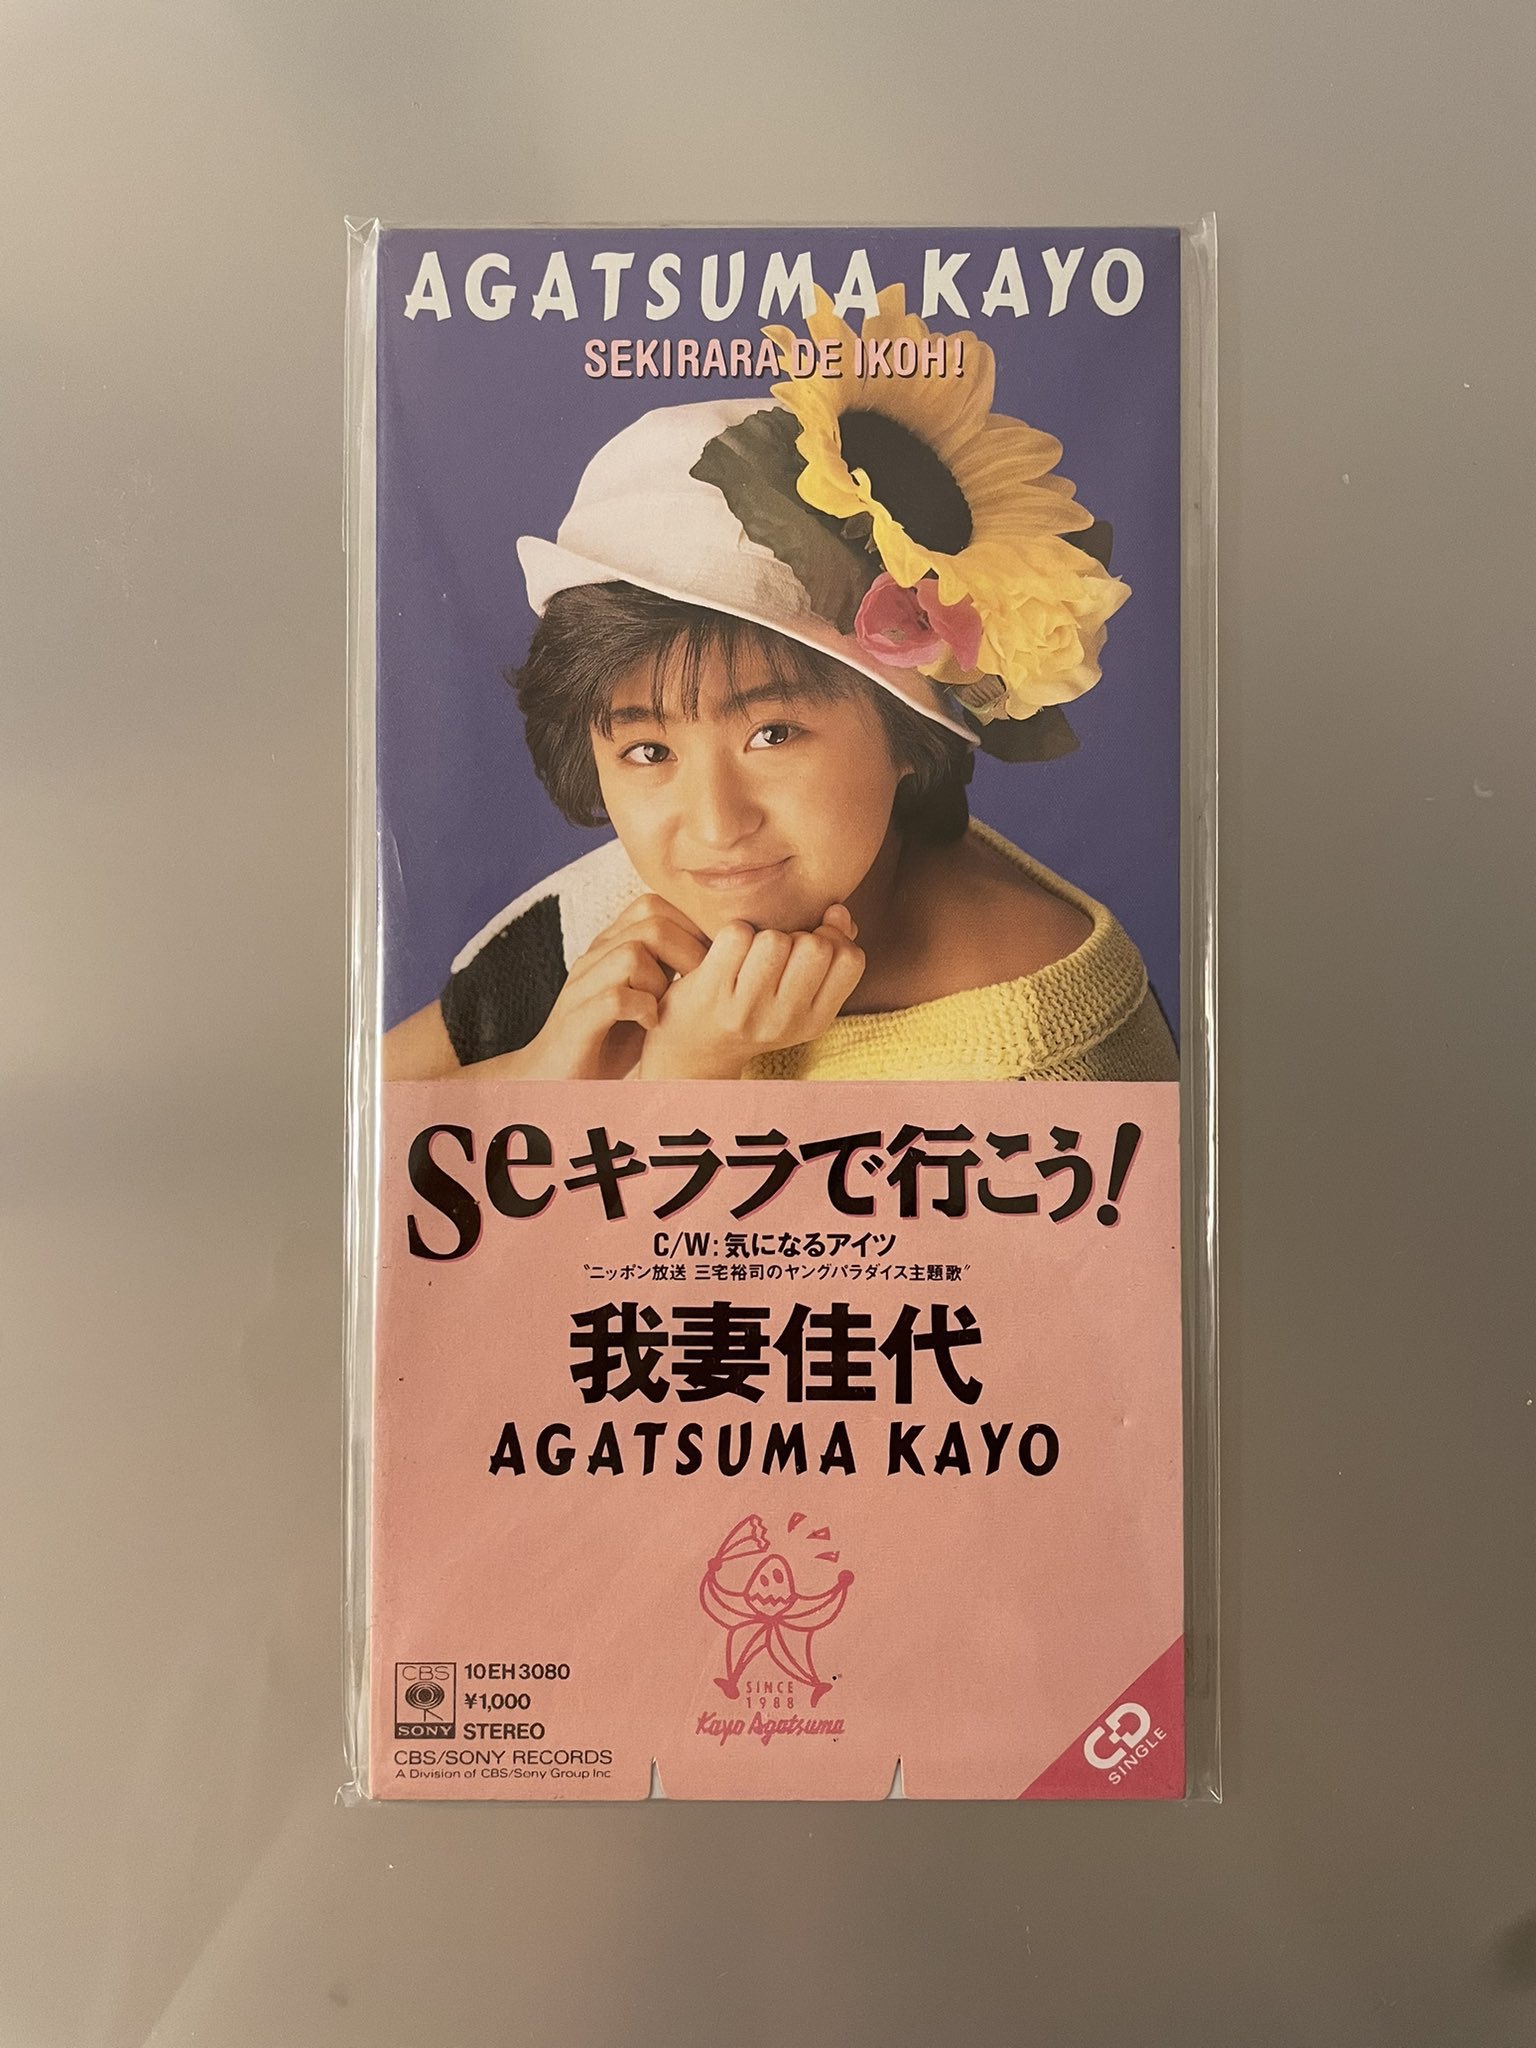 AGATSUMA KAYO
SEKIRARA DE IKOH!
seキララで行こう!
C/W:気になるアイツ
“ニッポン放送 三宅裕司のヤングパラダイス主題歌”
我妻佳代
AGATSUMA KAYO
SINCE
1988
Kayo Agatsuma
CBS
SONY
10EH 3080
¥1,000
STEREO
CBS/SONY RECORDS
A Division of CBS/Sony Group Inc.
CD
SINGLE